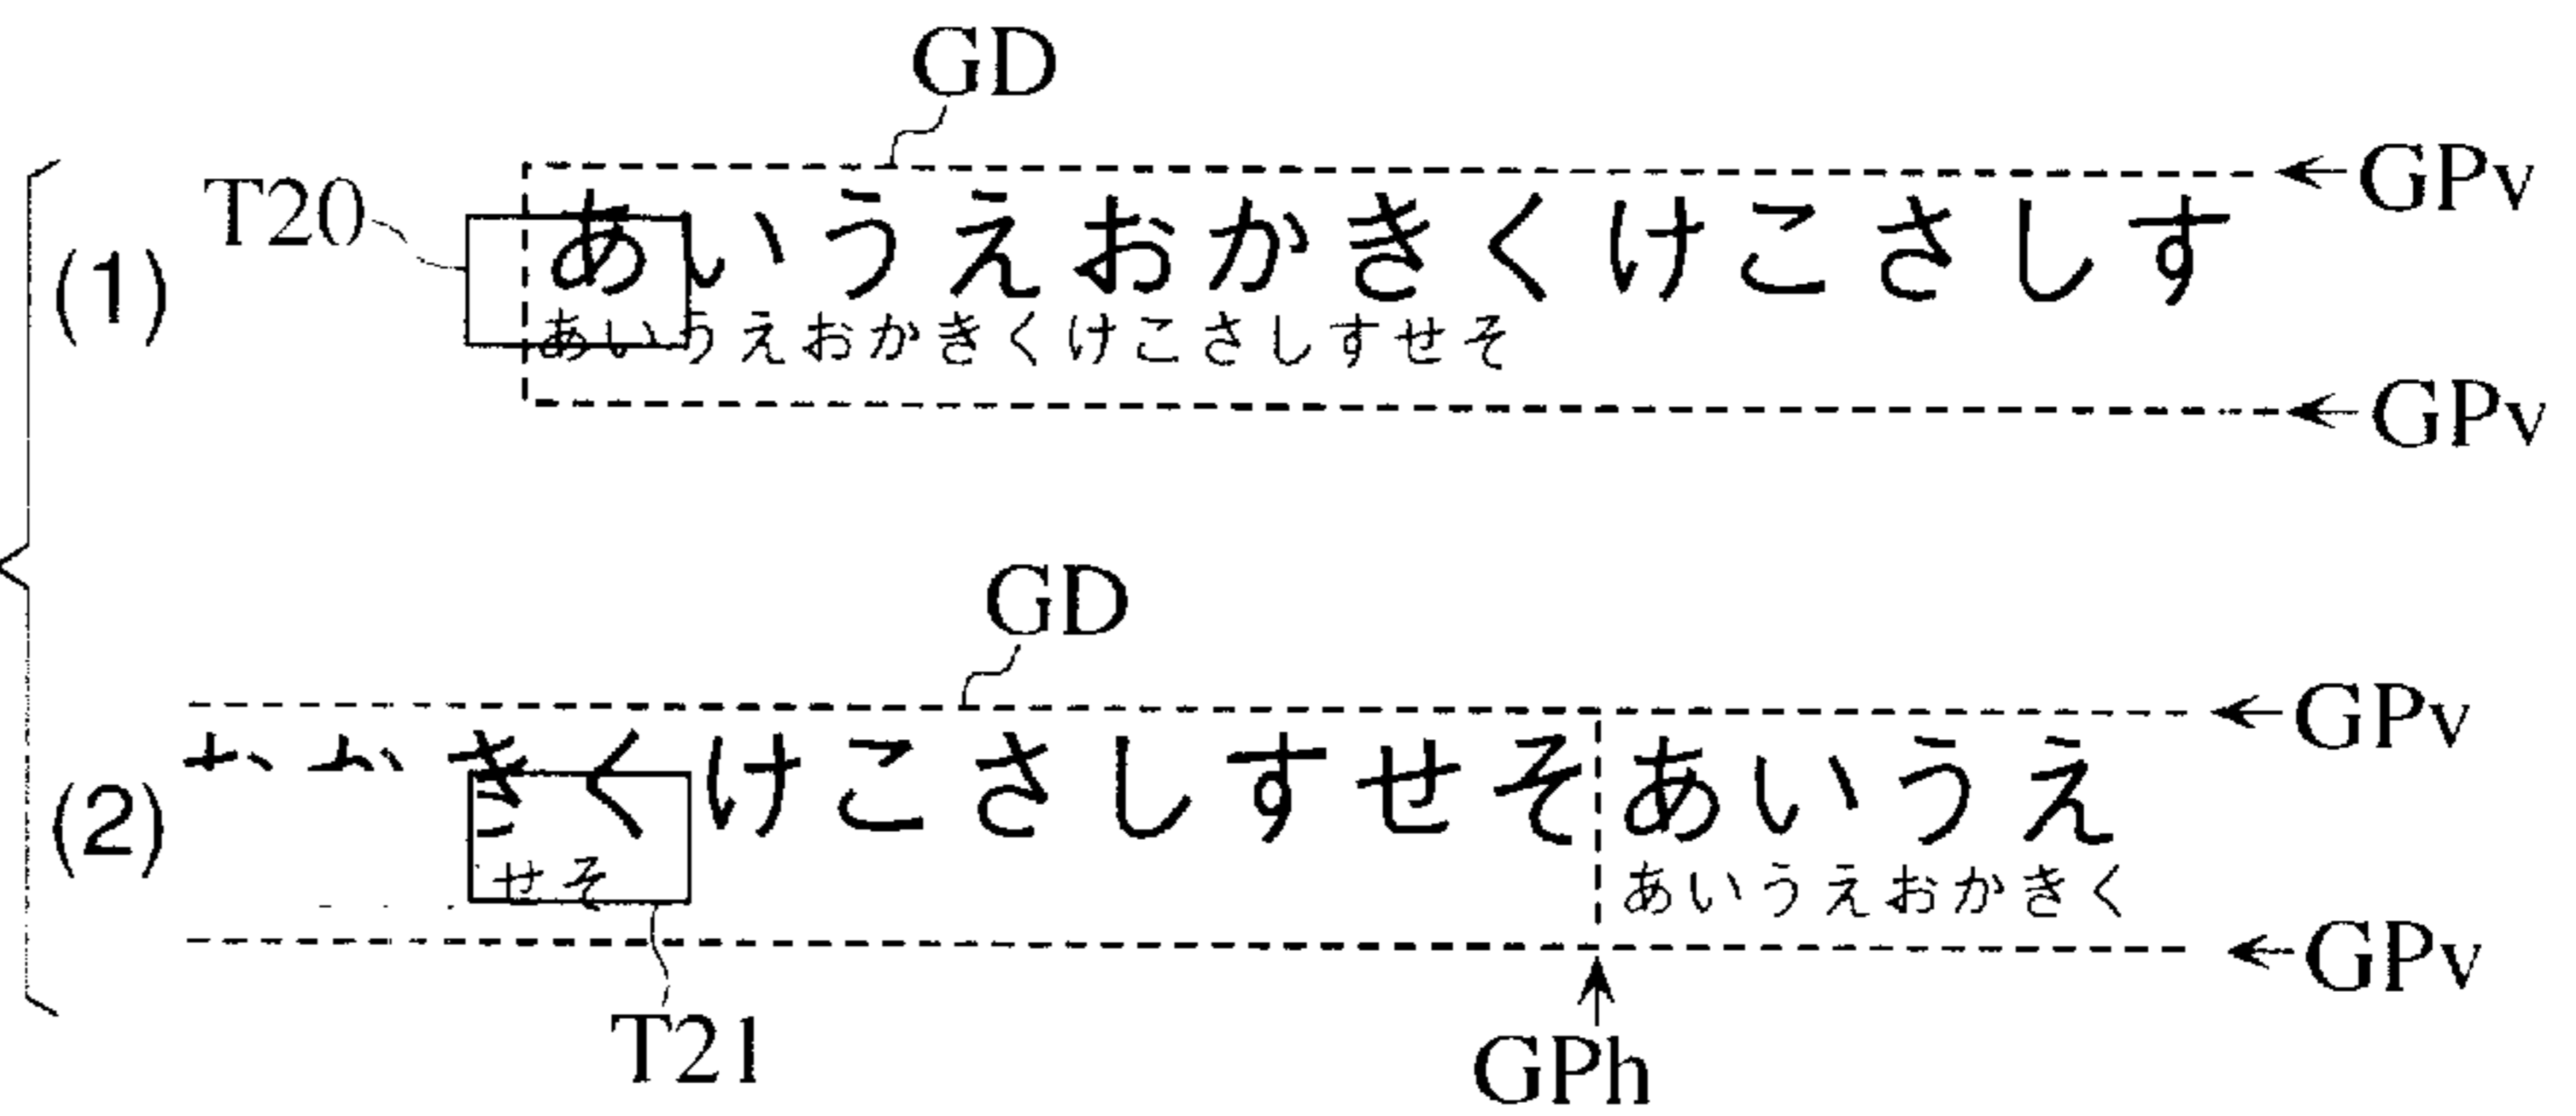 GD
GPv
T20
(1)
あいうえおかきくけこさしす
あいうえおかきくけこさしすせそ
GPv
GD
GPv
(2)
きくけこさしすせそあいうえ
せそ
あいうえおかきく
GPv
T21
GPh